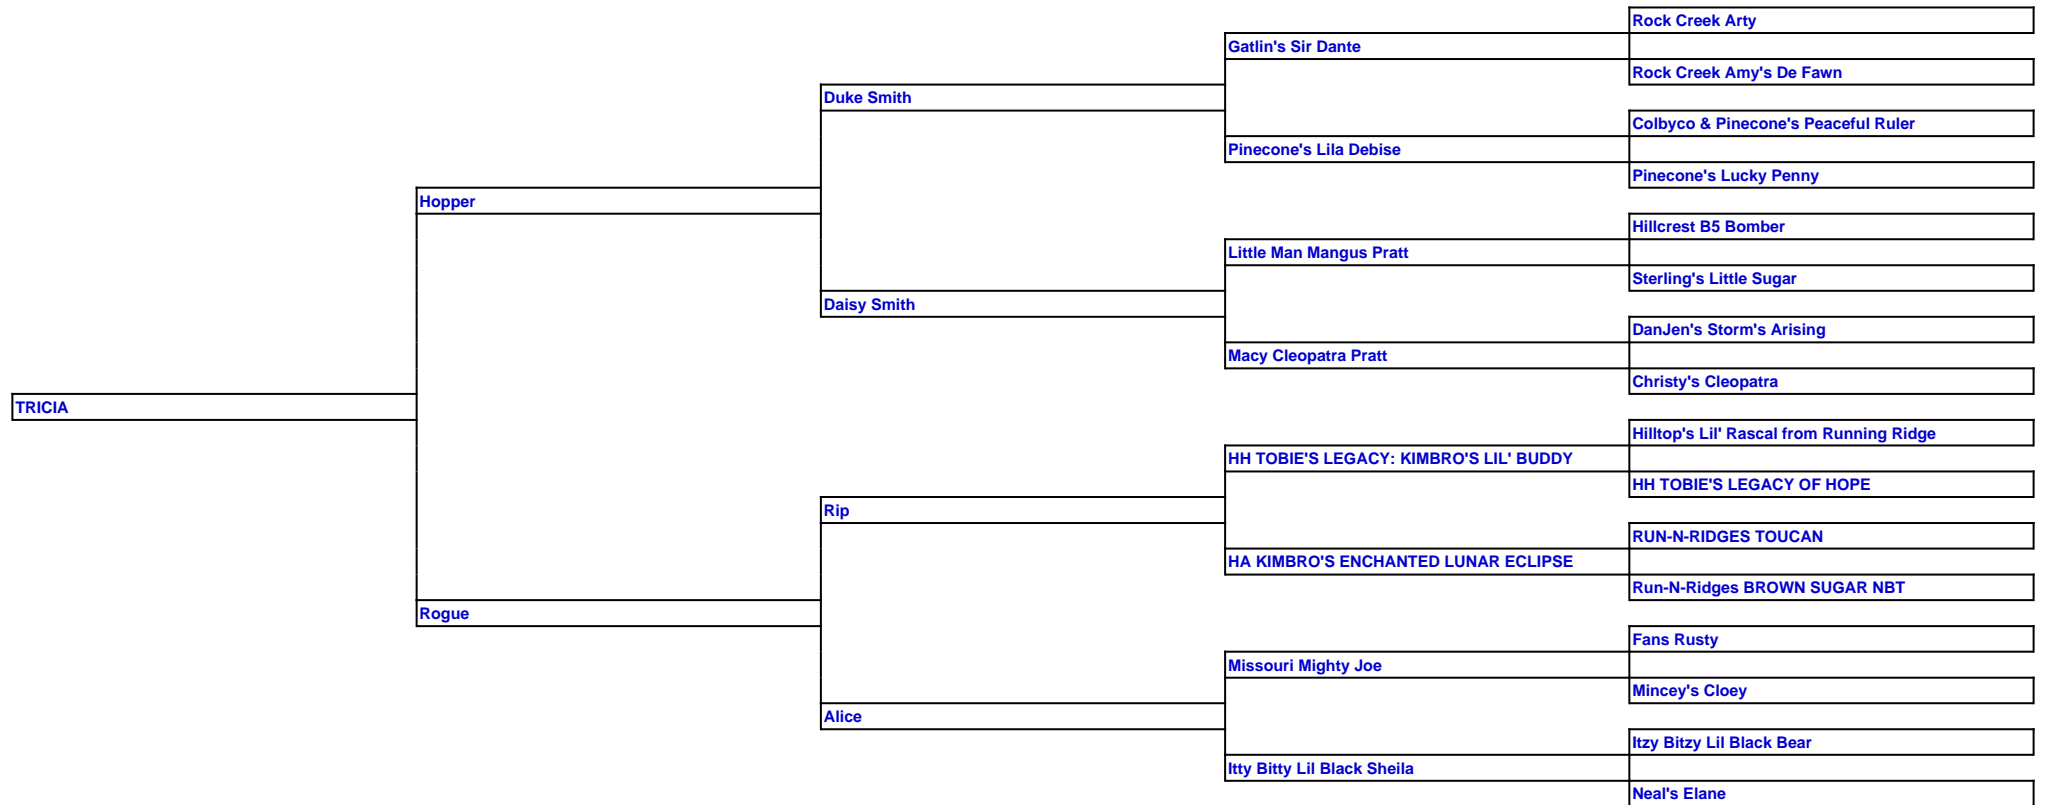 Rock Creek Arty
Gatlin's Sir Dante
Rock Creek Amy's De Fawn
Duke Smith
Colbyco & Pinecone's Peaceful Ruler
Pinecone's Lila Debise
Pinecone's Lucky Penny
Hopper
Hillcrest B5 Bomber
Little Man Mangus Pratt
Sterling's Little Sugar
Daisy Smith
DanJen's Storm's Arising
Macy Cleopatra Pratt
Christy's Cleopatra
TRICIA
Hilltop's Lil' Rascal from Running Ridge
HH TOBIE'S LEGACY: KIMBRO'S LIL' BUDDY
HH TOBIE'S LEGACY OF HOPE
Rip
RUN-N-RIDGES TOUCAN
HA KIMBRO'S ENCHANTED LUNAR ECLIPSE
Run-N-Ridges BROWN SUGAR NBT
Rogue
Fans Rusty
Missouri Mighty Joe
Mincey's Cloey
Alice
Itzy Bitzy Lil Black Bear
Itty Bitty Lil Black Sheila
Neal's Elane